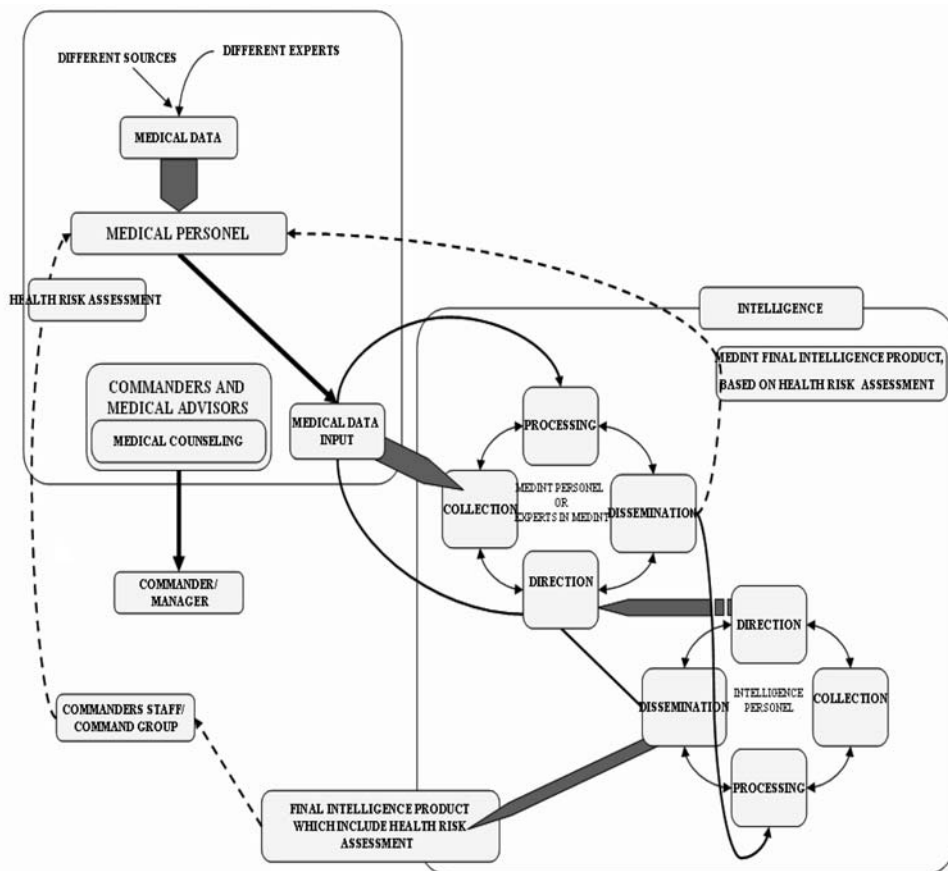 DIFFERENT EXPERTS
DIFFERENT SOURCES
MEDICAL DATA
MEDICAL PERSONEL
HEALTH RISK ASSESSMENT
INTELLIGENCE
MEDINT FINAL INTELLIGENCE PRODUCT,
BASED ON HEALTH RISK ASSESSMENT
COMMANDERS AND
MEDICAL ADVISORS
MEDICAL COUNSELING
MEDICAL DATA
INPUT
PROCESSING
COLLECTION
MEDINT PERSONEL
OR
EXPERTS IN MEDINT
DISSEMINATION
DIRECTION
COMMANDER/
MANAGER
DIRECTION
DISSEMINATION
INTELLIGENCE
PERSONEL
COLLECTION
PROCESSING
COMMANDERS STAFF/
COMMAND GROUP
FINAL INTELLIGENCE PRODUCT
WHICH INCLUDE HEALTH RISK
ASSESSMENT